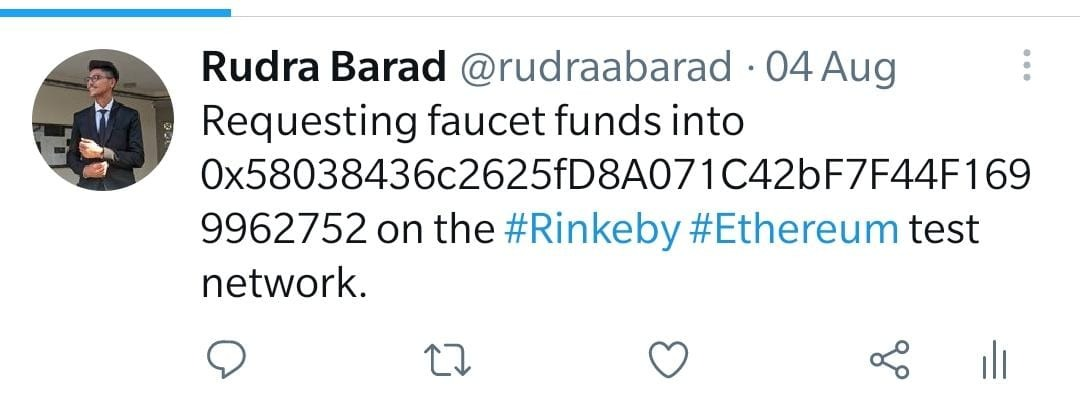 Rudra Barad @rudraabarad · 04 Aug
Requesting faucet funds into
0x58038436c2625fD8A071C42bF7F44F169
9962752 on the #Rinkeby #Ethereum test
network.